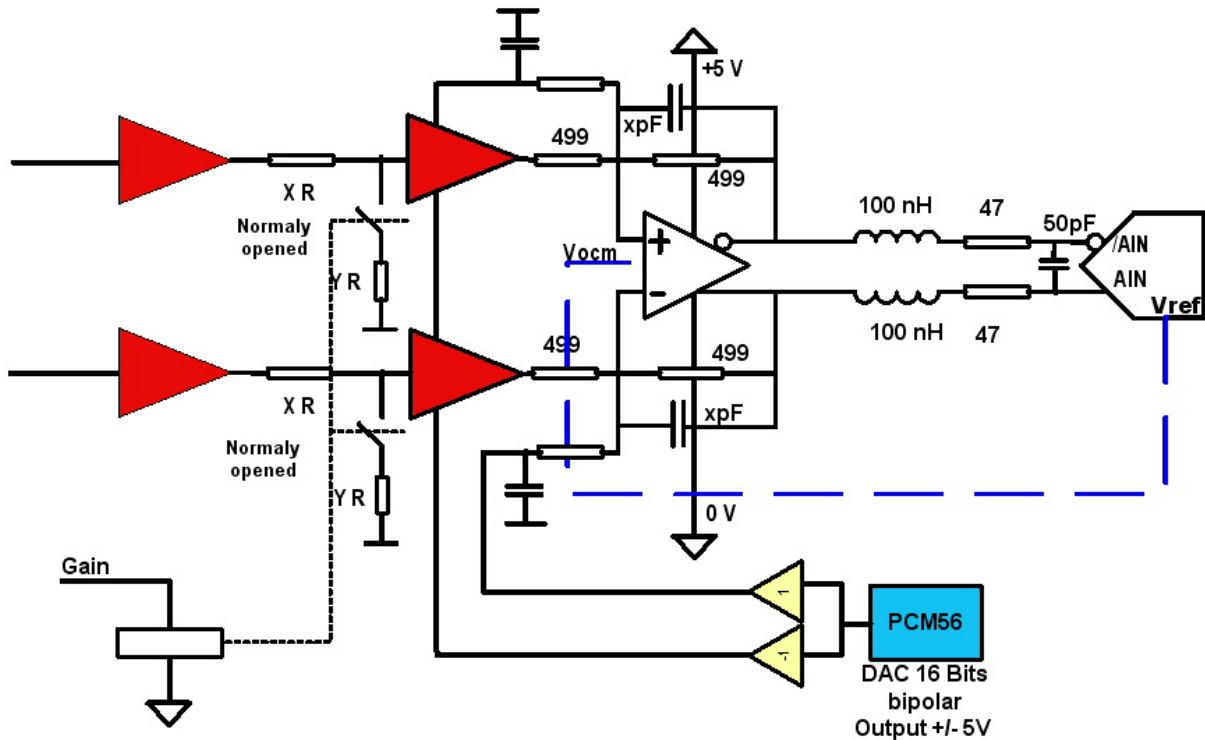 +5 V
xpF
499
499
X R
Normaly
opened
Y R
Vocm
+
-
100 nH
47
50pF
/AIN
AIN
Vref
100 nH
47
499
499
X R
Normaly
opened
Y R
xpF
0 V
Gain
1
-1
PCM56
DAC 16 Bits
bipolar
Output +/- 5V